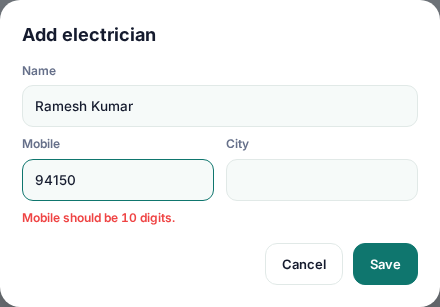 Add electrician
Name
Ramesh Kumar
Mobile City
94150
Mobile should be 10 digits.
Cancel Save